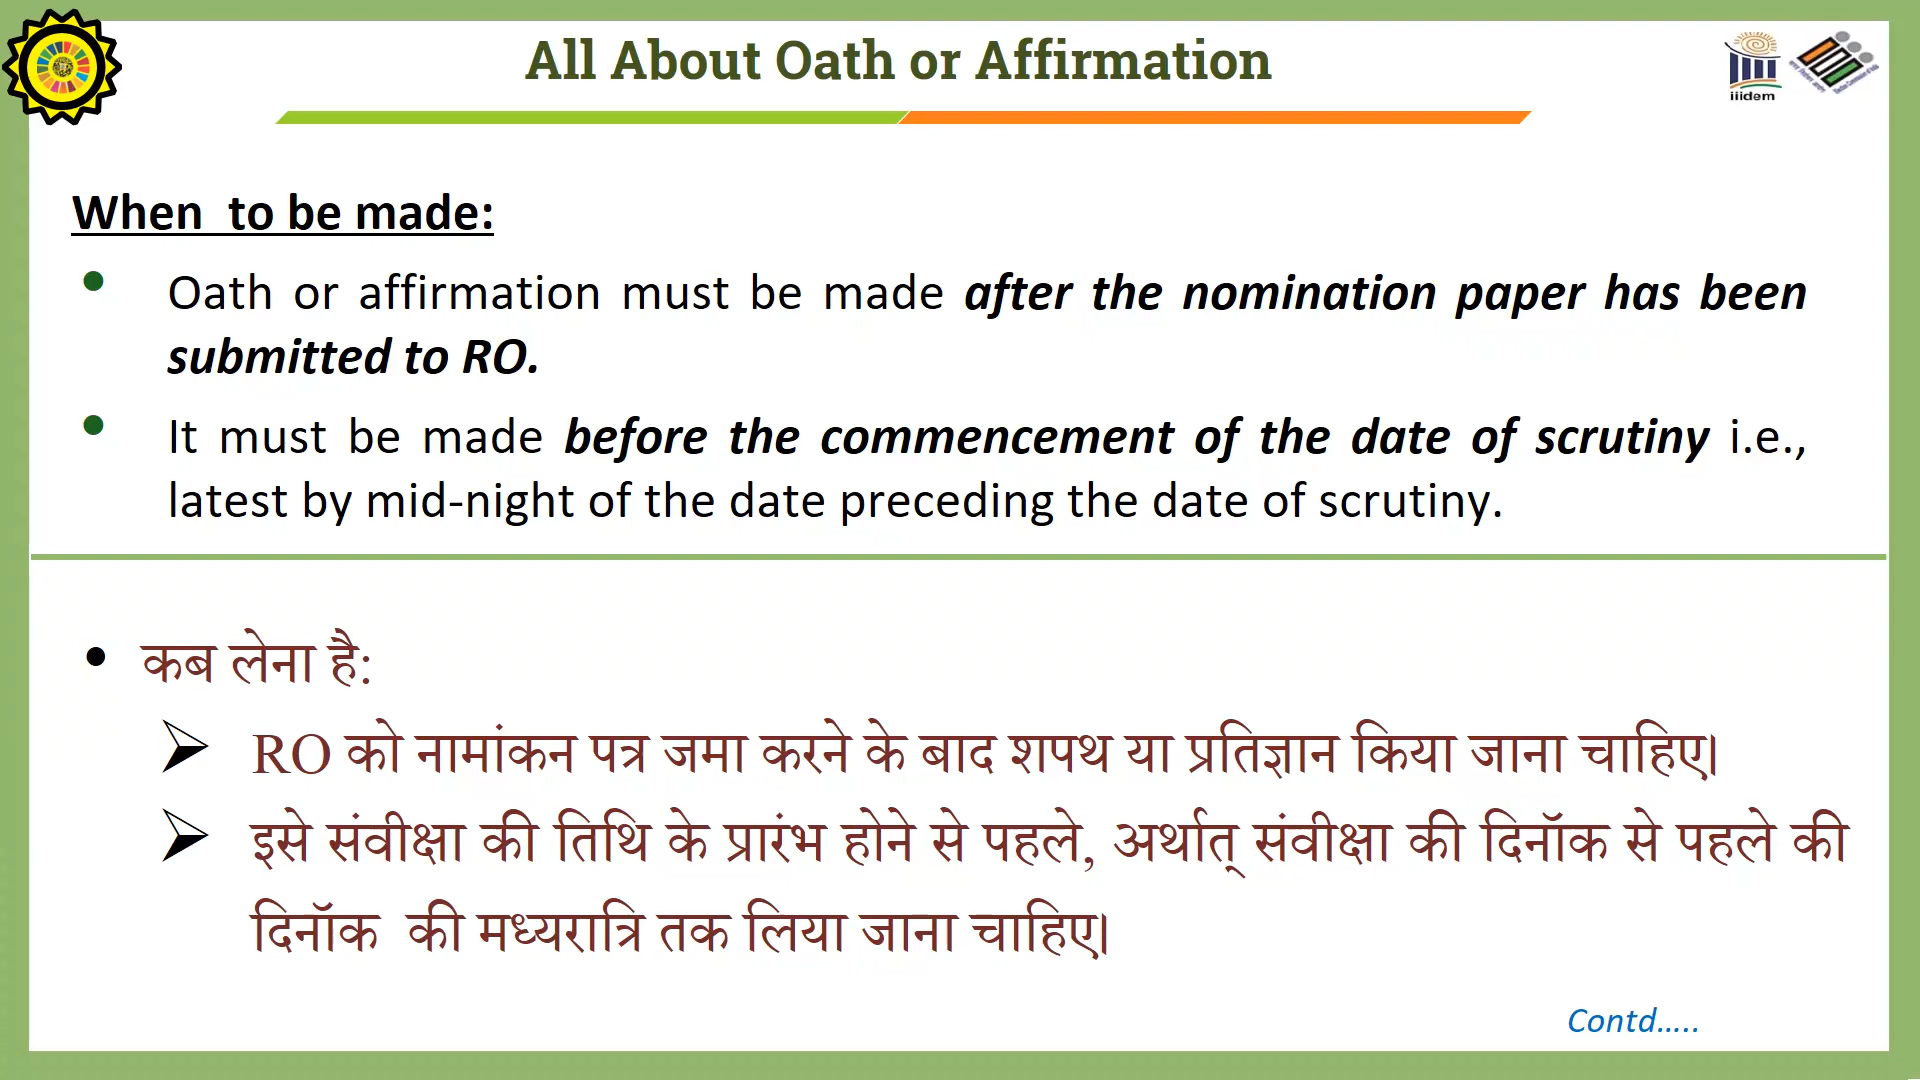 All About Oath or Affirmation
iiidem
When to be made:
• Oath or affirmation must be made after the nomination paper has been
submitted to RO.
• It must be made before the commencement of the date of scrutiny i.e.,
latest by mid-night of the date preceding the date of scrutiny.
• कब लेना है:
➢ RO को नामांकन पत्र जमा करने के बाद शपथ या प्रतिज्ञान किया जाना चाहिए।
➢ इसे संवीक्षा की तिथि के प्रारंभ होने से पहले, अर्थात् संवीक्षा की दिनॉक से पहले की
दिनॉक की मध्यरात्रि तक लिया जाना चाहिए।
Contd.....